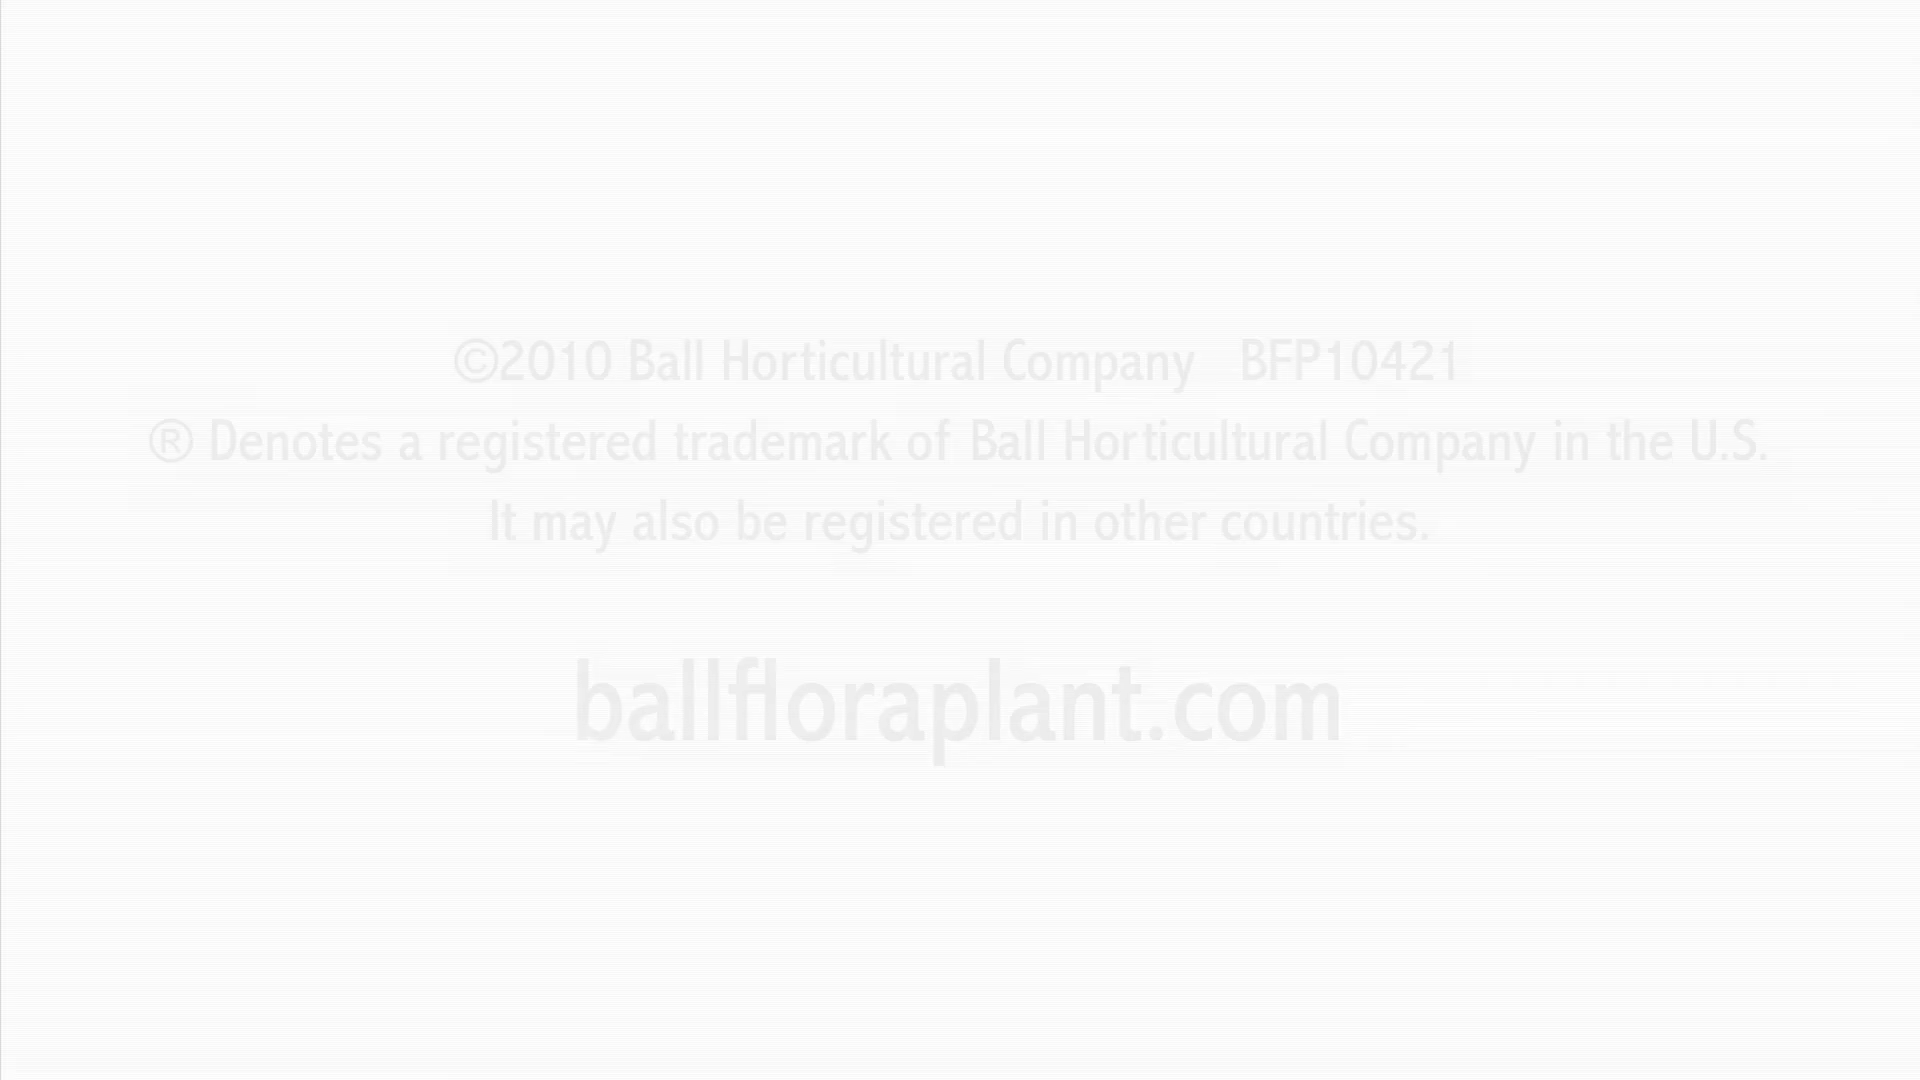 ©2010 Ball Horticultural Company BFP10421
® Denotes a registered trademark of Ball Horticultural Company in the U.S.
It may also be registered in other countries.
ballfloraplant.com